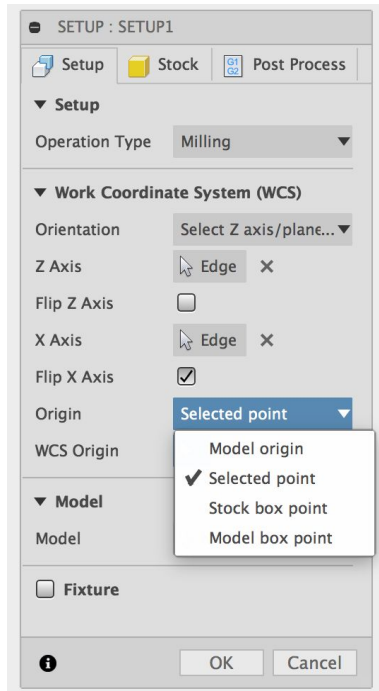 SETUP : SETUP1
Setup Stock G1 G2 Post Process
▼ Setup
Operation Type Milling
▼ Work Coordinate System (WCS)
Orientation Select Z axis/plane...
Z Axis Edge
Flip Z Axis
X Axis Edge
Flip X Axis
Origin Selected point
Model origin
WCS Origin
Selected point
Stock box point
▼ Model
Model box point
Model
Fixture
OK Cancel